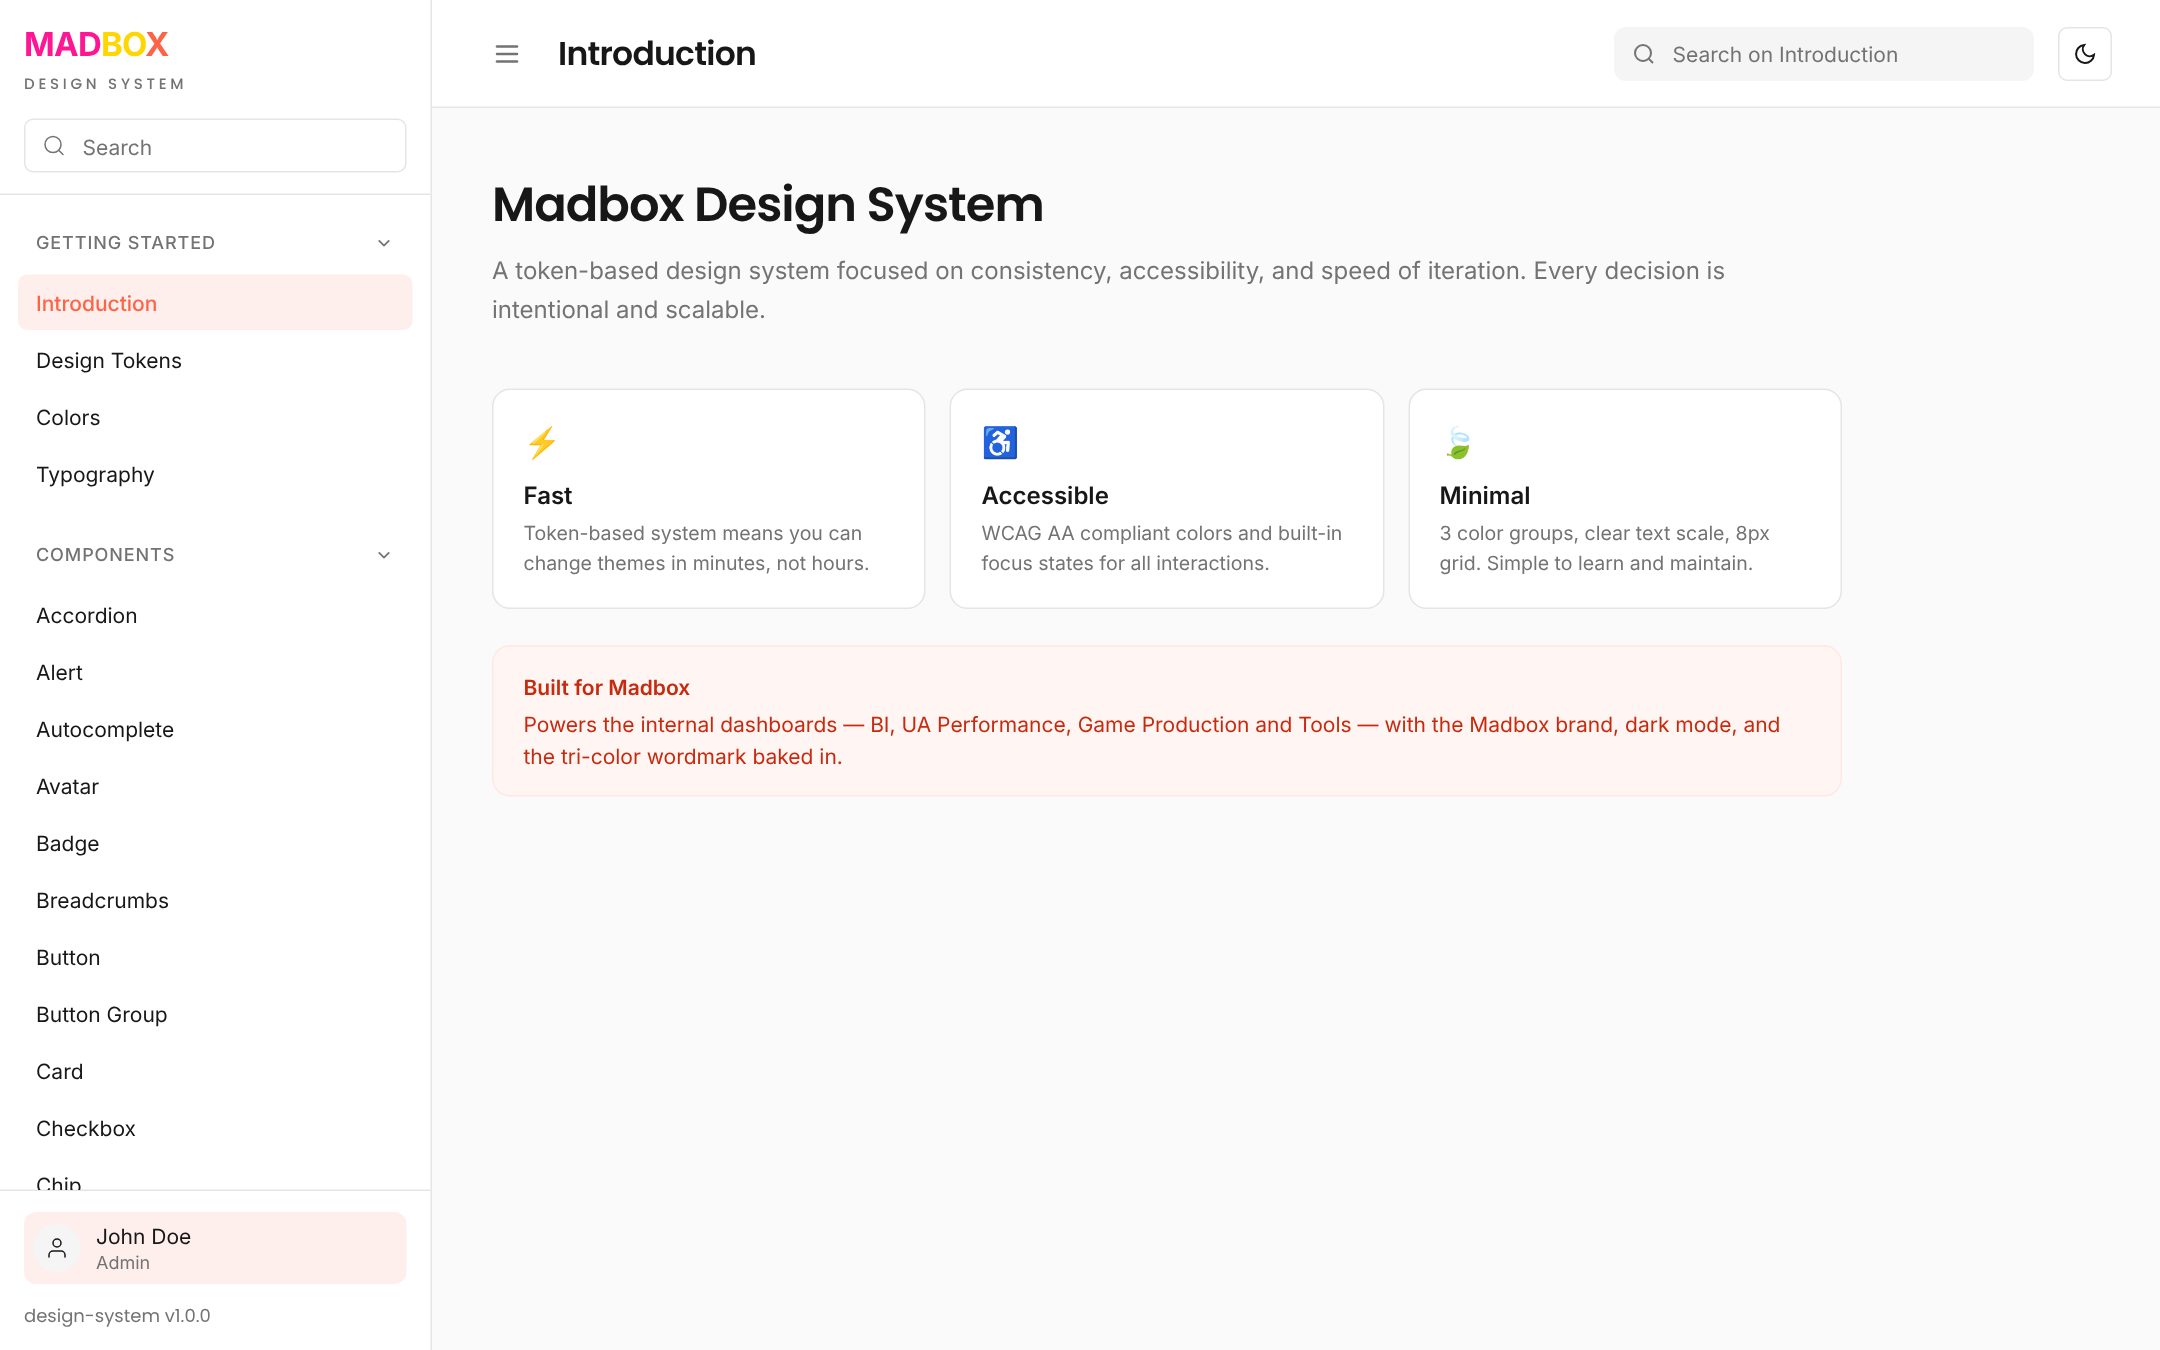 MADBOX
DESIGN SYSTEM
Search
GETTING STARTED
Introduction
Design Tokens
Colors
Typography
COMPONENTS
Accordion
Alert
Autocomplete
Avatar
Badge
Breadcrumbs
Button
Button Group
Card
Checkbox
Chip
John Doe
Admin
design-system v1.0.0
Introduction
Search on Introduction
Madbox Design System
A token-based design system focused on consistency, accessibility, and speed of iteration. Every decision is
intentional and scalable.
Fast
Token-based system means you can
change themes in minutes, not hours.
Accessible
WCAG AA compliant colors and built-in
focus states for all interactions.
Minimal
3 color groups, clear text scale, 8px
grid. Simple to learn and maintain.
Built for Madbox
Powers the internal dashboards — BI, UA Performance, Game Production and Tools — with the Madbox brand, dark mode, and
the tri-color wordmark baked in.